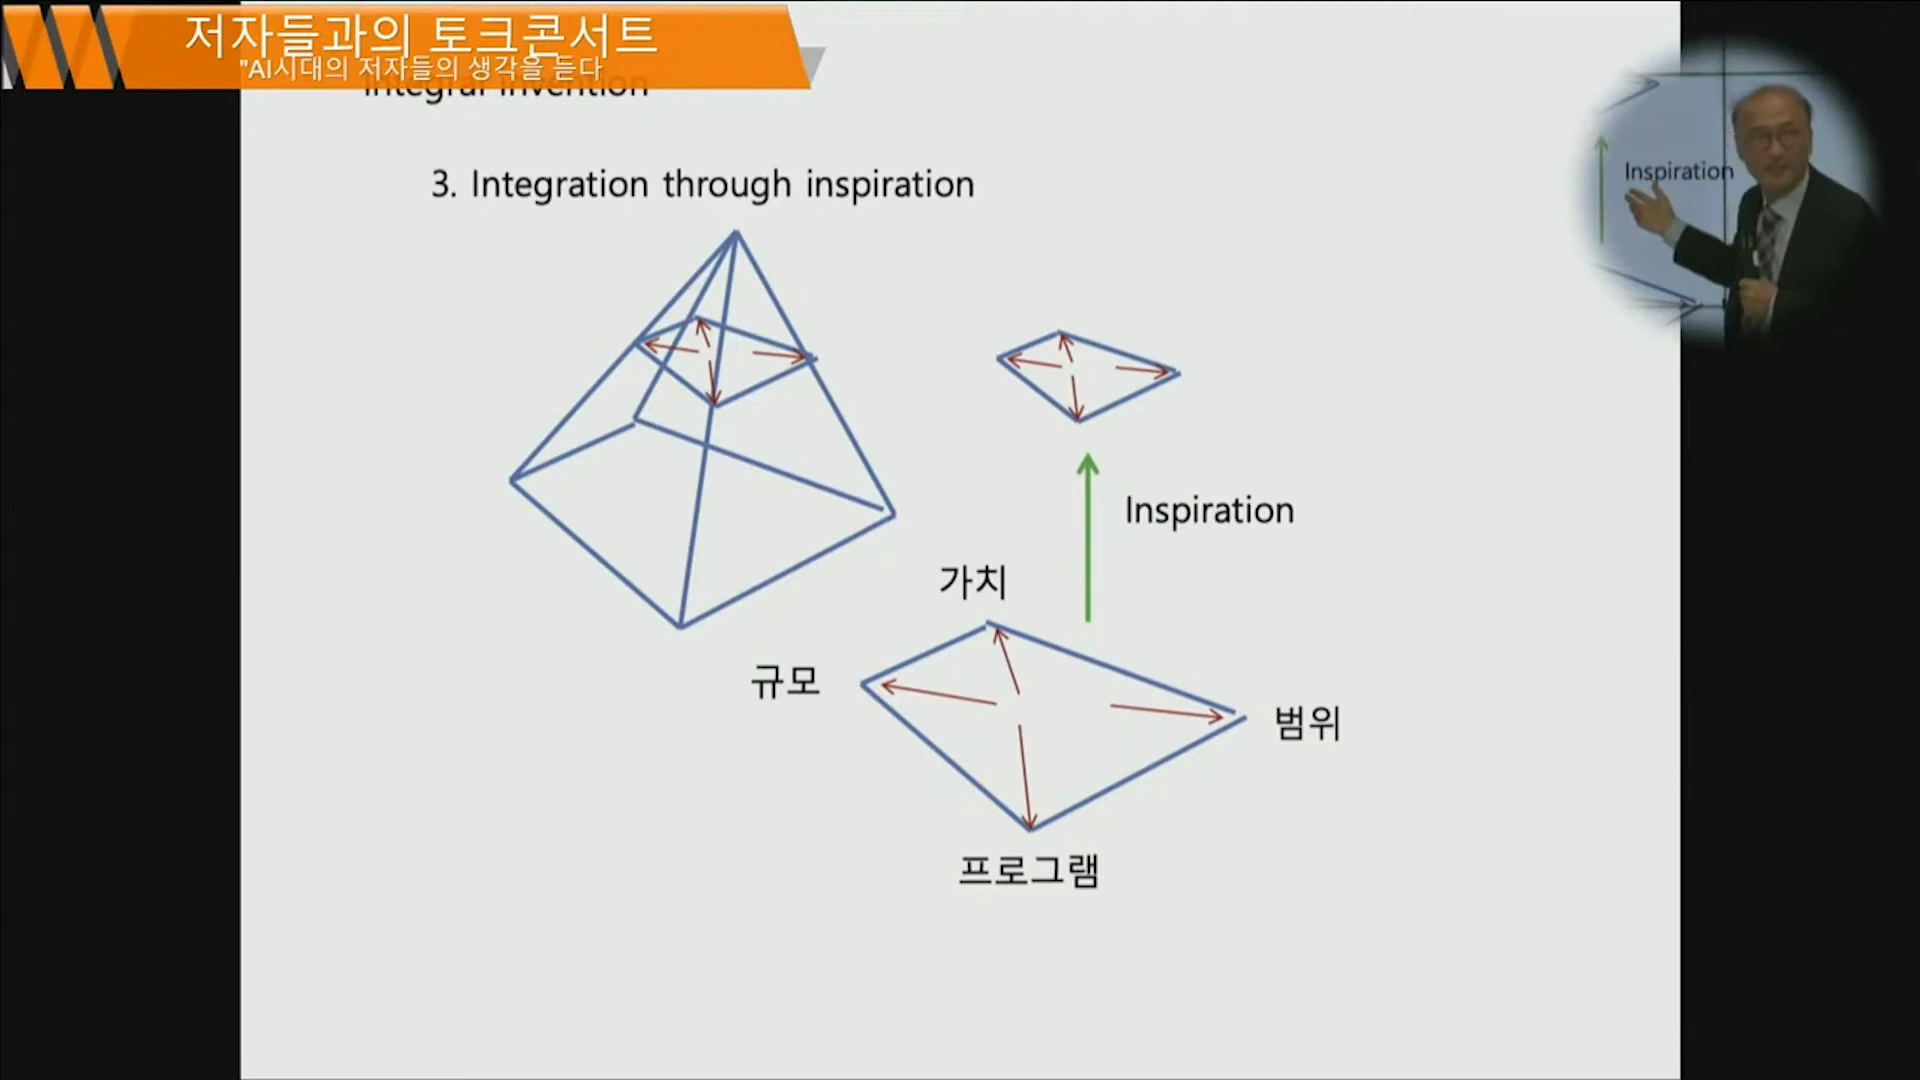 저자들과의 토크콘서트
"AI시대의 저자들의 생각을 듣다
Integral invention
3. Integration through inspiration
Inspiration
Inspiration
가치
규모
범위
프로그램